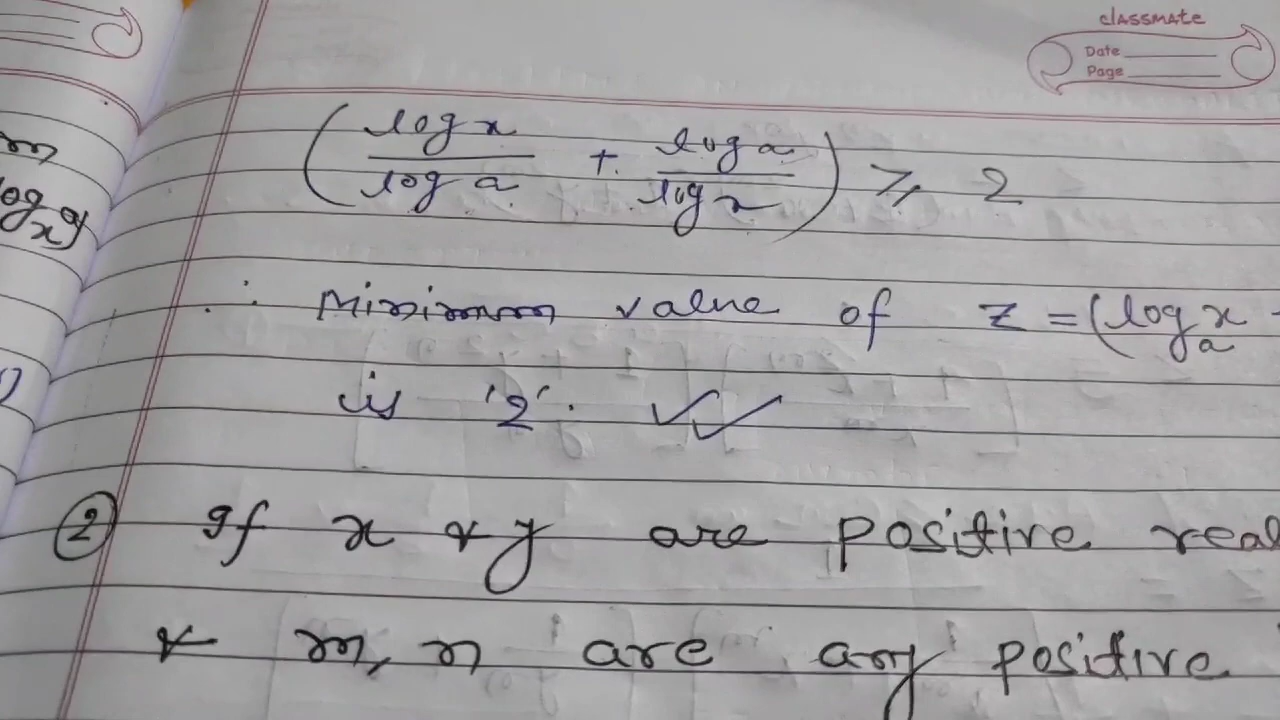 classmate
Date
Page
(log x / log a + log a / log x) ≥ 2
∴ Minimum value of z = (log_a x
is '2'.
② If x & y are positive real
& m, n are any positive
m
log_x y